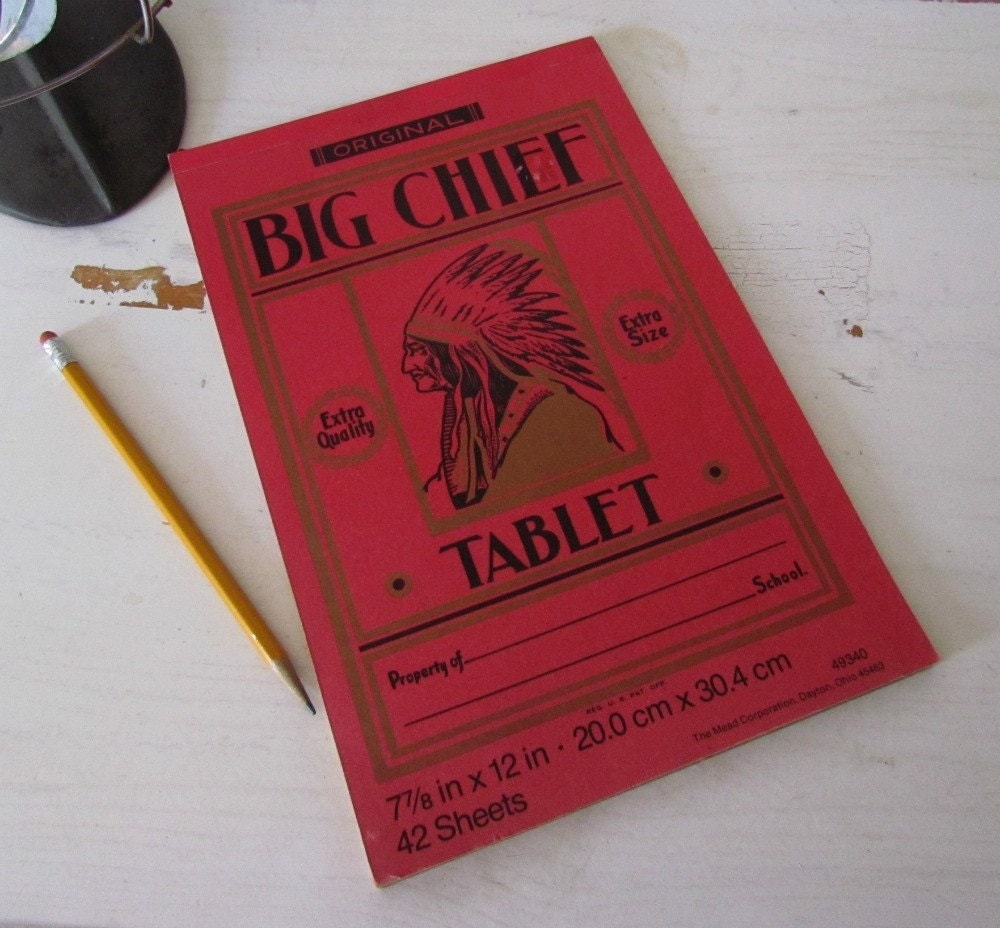 ORIGINAL
BIG CHIEF
Extra
Size
Extra
Quality
TABLET
Property of
School.
REG. U. S. PAT. OFF.
7⅞ in x 12 in · 20.0 cm x 30.4 cm
42 Sheets
49340
The Mead Corporation, Dayton, Ohio 45463